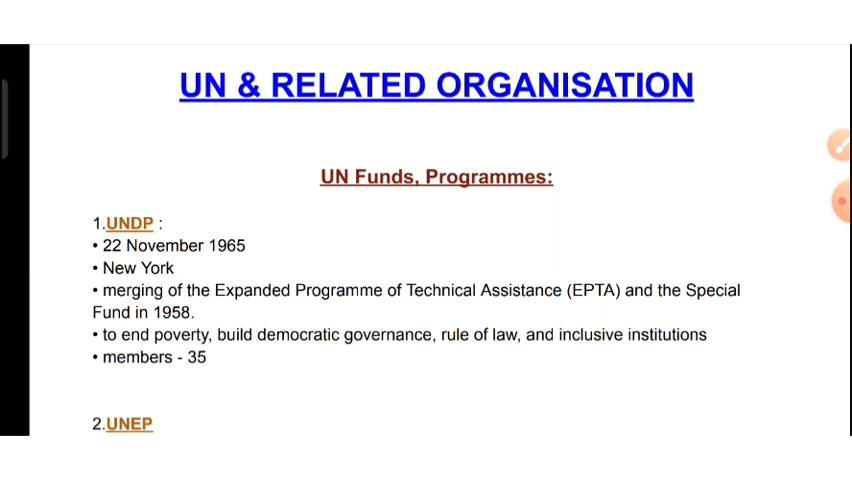 UN & RELATED ORGANISATION
UN Funds, Programmes:
1.UNDP :
• 22 November 1965
• New York
• merging of the Expanded Programme of Technical Assistance (EPTA) and the Special
Fund in 1958.
• to end poverty, build democratic governance, rule of law, and inclusive institutions
• members - 35
2.UNEP